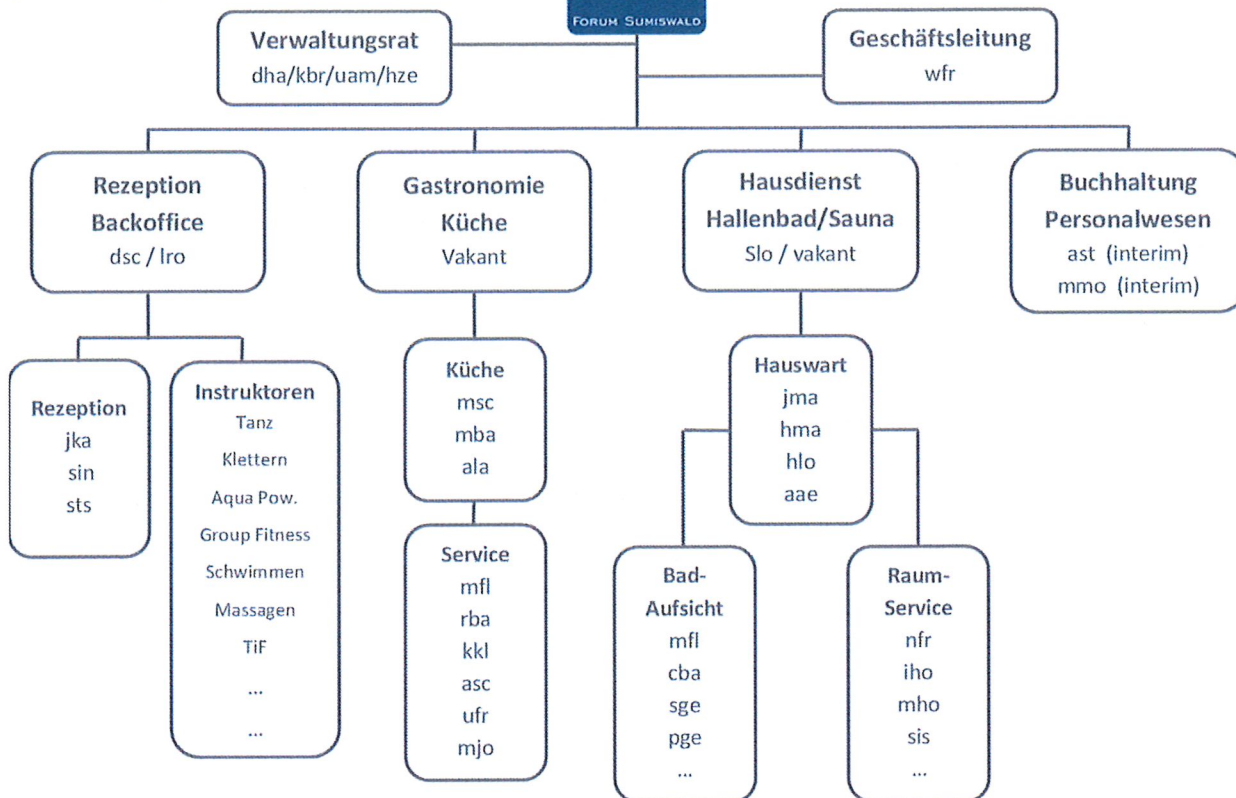 FORUM SUMISWALD
Verwaltungsrat
dha/kbr/uam/hze
Geschäftsleitung
wfr
Rezeption
Backoffice
dsc / lro
Gastronomie
Küche
Vakant
Hausdienst
Hallenbad/Sauna
Slo / vakant
Buchhaltung
Personalwesen
ast (interim)
mmo (interim)
Rezeption
jka
sin
sts
Instruktoren
Tanz
Klettern
Aqua Pow.
Group Fitness
Schwimmen
Massagen
TiF
...
...
Küche
msc
mba
ala
Service
mfl
rba
kkl
asc
ufr
mjo
Hauswart
jma
hma
hlo
aae
Bad-
Aufsicht
mfl
cba
sge
pge
...
Raum-
Service
nfr
iho
mho
sis
...